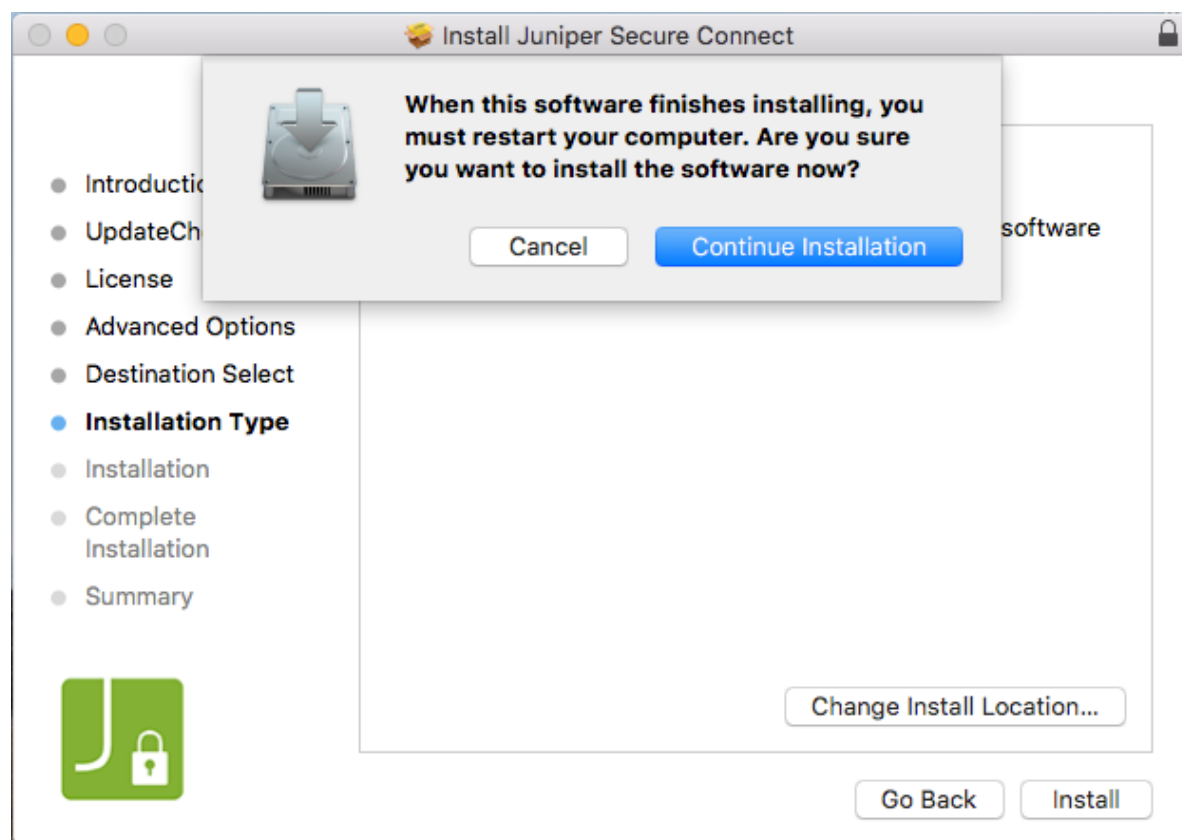 Install Juniper Secure Connect
When this software finishes installing, you
must restart your computer. Are you sure
you want to install the software now?
Cancel
Continue Installation
software
UpdateCh
License
Advanced Options
Destination Select
Installation Type
Installation
Complete
Installation
Summary
Change Install Location...
Go Back
Install